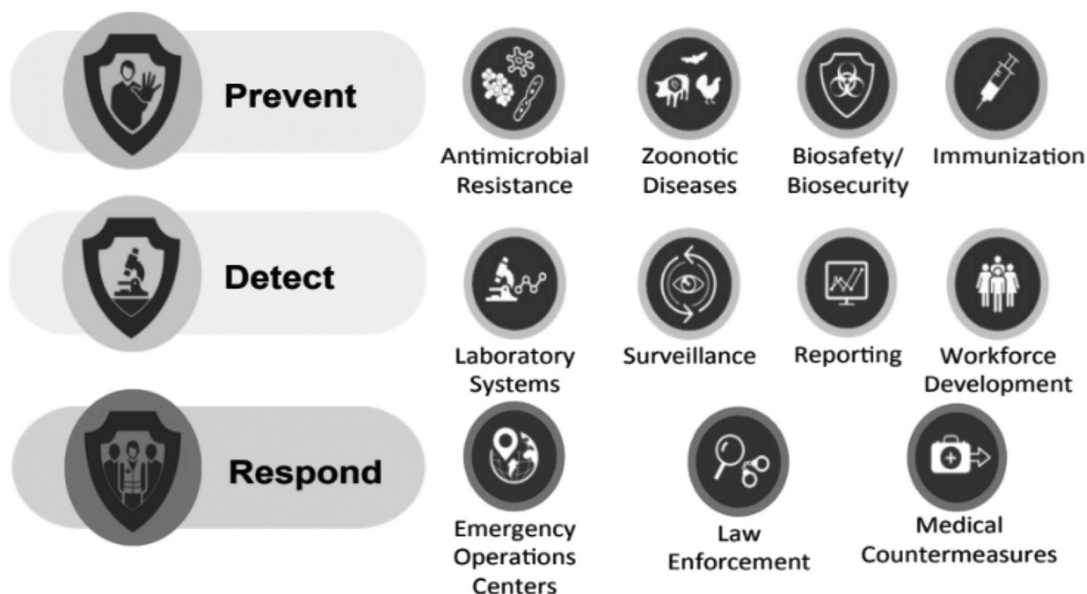 Prevent
Antimicrobial
Resistance
Zoonotic
Diseases
Biosafety/
Biosecurity
Immunization
Detect
Laboratory
Systems
Surveillance
Reporting
Workforce
Development
Respond
Emergency
Operations
Centers
Law
Enforcement
Medical
Countermeasures